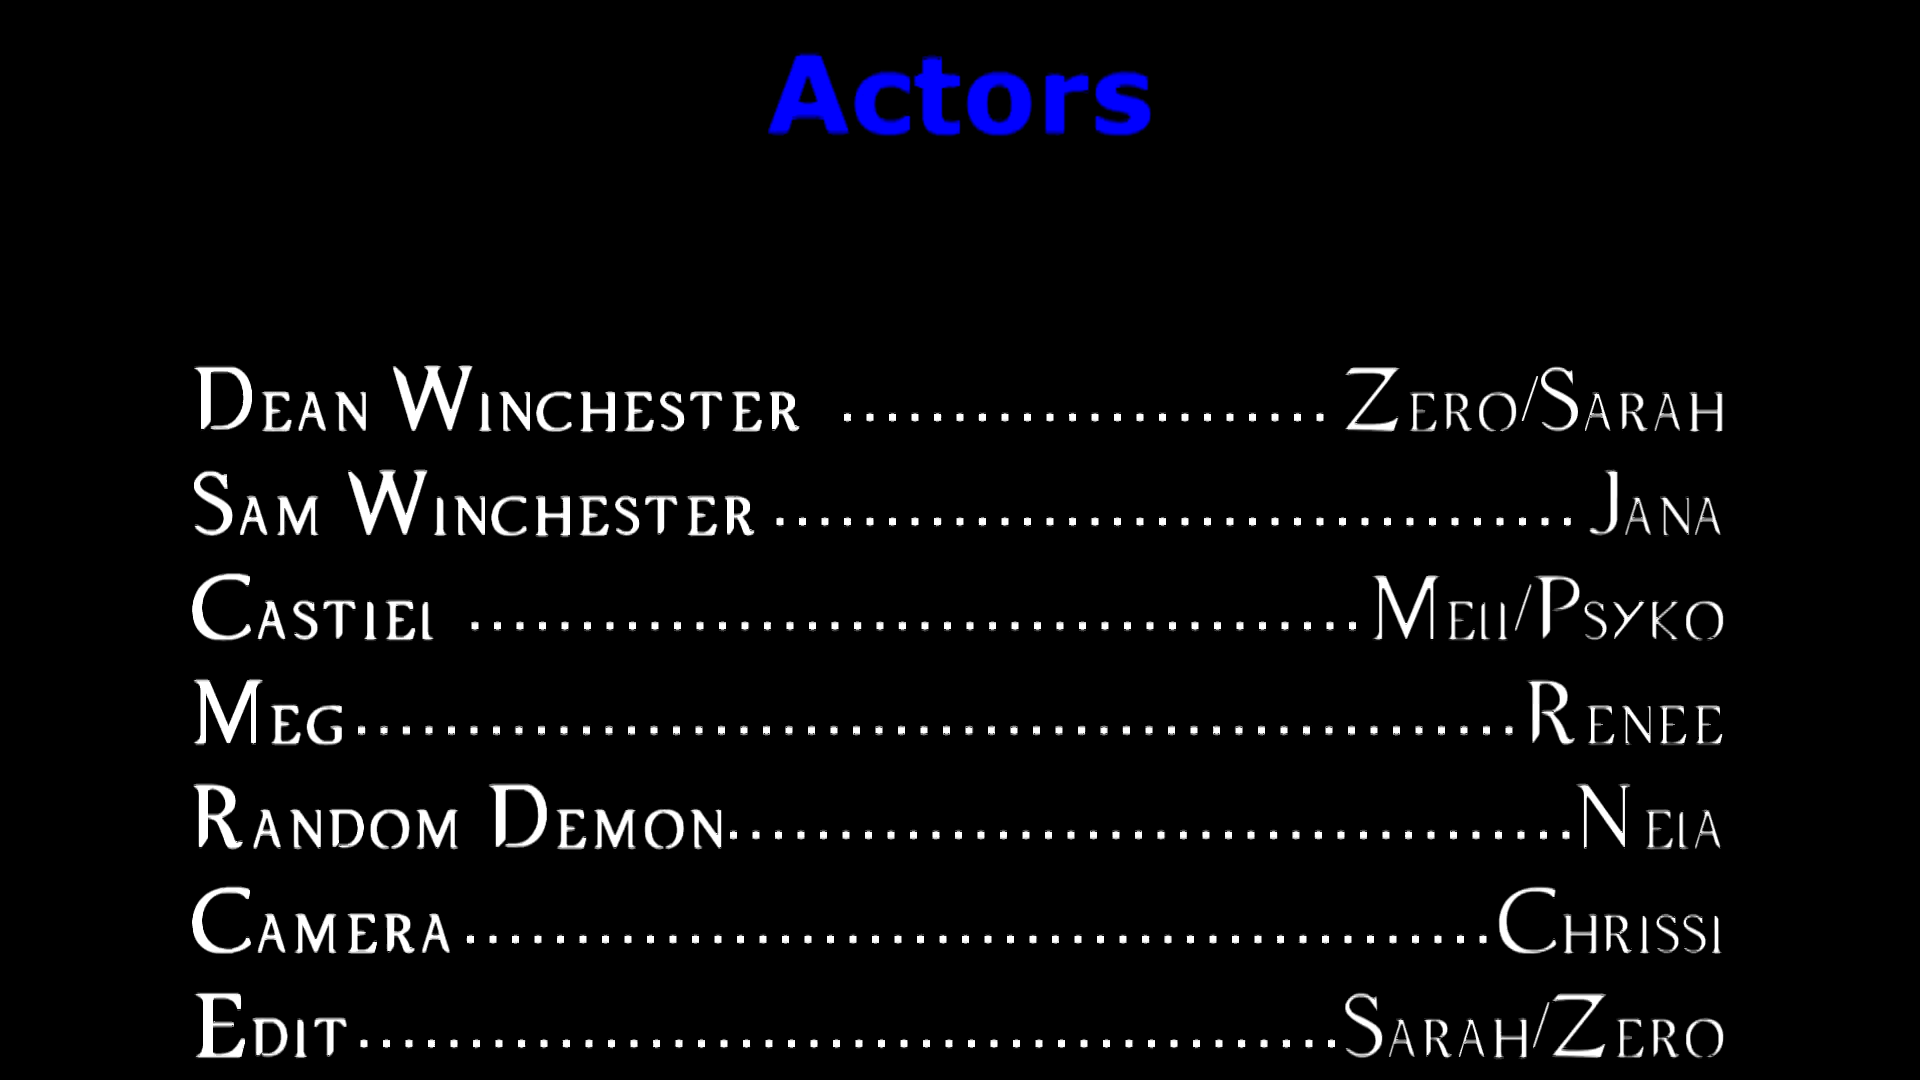 Actors
Dean Winchester ...................... Zero/Sarah
Sam Winchester .................................... Jana
Castiel ........................................ Mell/Psyko
Meg.................................................... Renee
Random Demon...................................... Neia
Camera.............................................. Chrissi
Edit............................................ Sarah/Zero